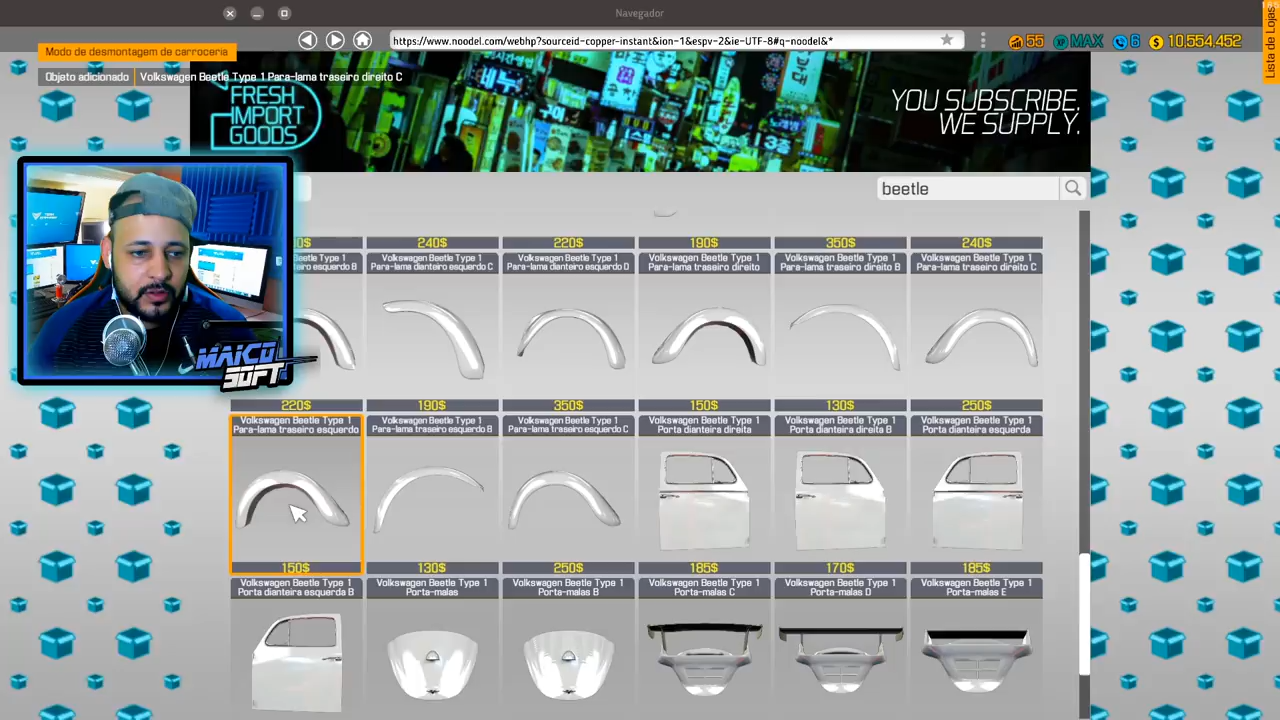 Navegador
https://www.noodel.com/webhp?sourceid-copper-instant&ion-1&espv-2&ie-UTF-8#q-noodel&*
55
XP MAX
6
$ 10,554,452
Lista de Lojas
Modo de desmontagem de carroceria
Objeto adicionado
Volkswagen Beetle Type 1 Para-lama traseiro direito C
FRESH
IMPORT
GOODS
YOU SUBSCRIBE.
WE SUPPLY.
beetle
240$
220$
190$
350$
240$
Volkswagen Beetle Type 1
Para-lama dianteiro esquerdo C
Volkswagen Beetle Type 1
Para-lama dianteiro esquerdo D
Volkswagen Beetle Type 1
Para-lama traseiro direito
Volkswagen Beetle Type 1
Para-lama traseiro direito B
Volkswagen Beetle Type 1
Para-lama traseiro direito C
MAICO
SOFT
220$
190$
350$
150$
130$
250$
Volkswagen Beetle Type 1
Para-lama traseiro esquerdo
Volkswagen Beetle Type 1
Para-lama traseiro esquerdo B
Volkswagen Beetle Type 1
Para-lama traseiro esquerdo C
Volkswagen Beetle Type 1
Porta dianteira direita
Volkswagen Beetle Type 1
Porta dianteira direita B
Volkswagen Beetle Type 1
Porta dianteira esquerda
150$
130$
250$
185$
170$
185$
Volkswagen Beetle Type 1
Porta dianteira esquerda B
Volkswagen Beetle Type 1
Porta-malas
Volkswagen Beetle Type 1
Porta-malas B
Volkswagen Beetle Type 1
Porta-malas C
Volkswagen Beetle Type 1
Porta-malas D
Volkswagen Beetle Type 1
Porta-malas E